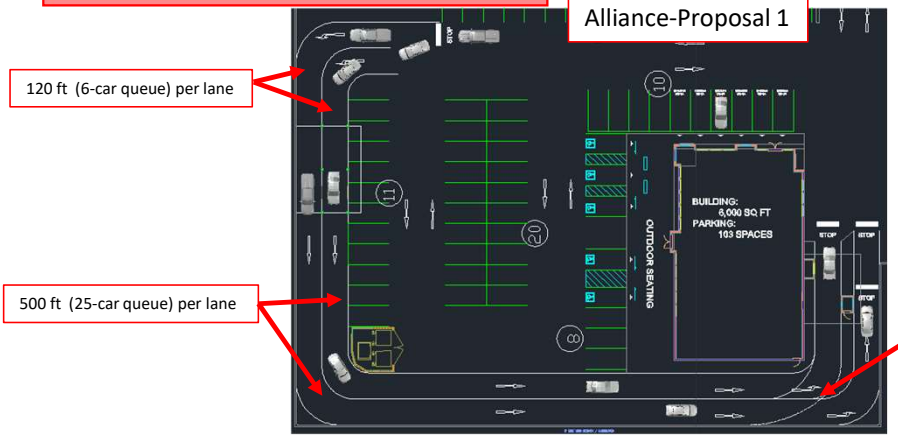 Alliance-Proposal 1
STOP
120 ft (6-car queue) per lane
10
11
BUILDING:
6,000 SQ. FT
PARKING:
103 SPACES
20
OUTDOOR SEATING
STOP
STOP
STOP
500 ft (25-car queue) per lane
8